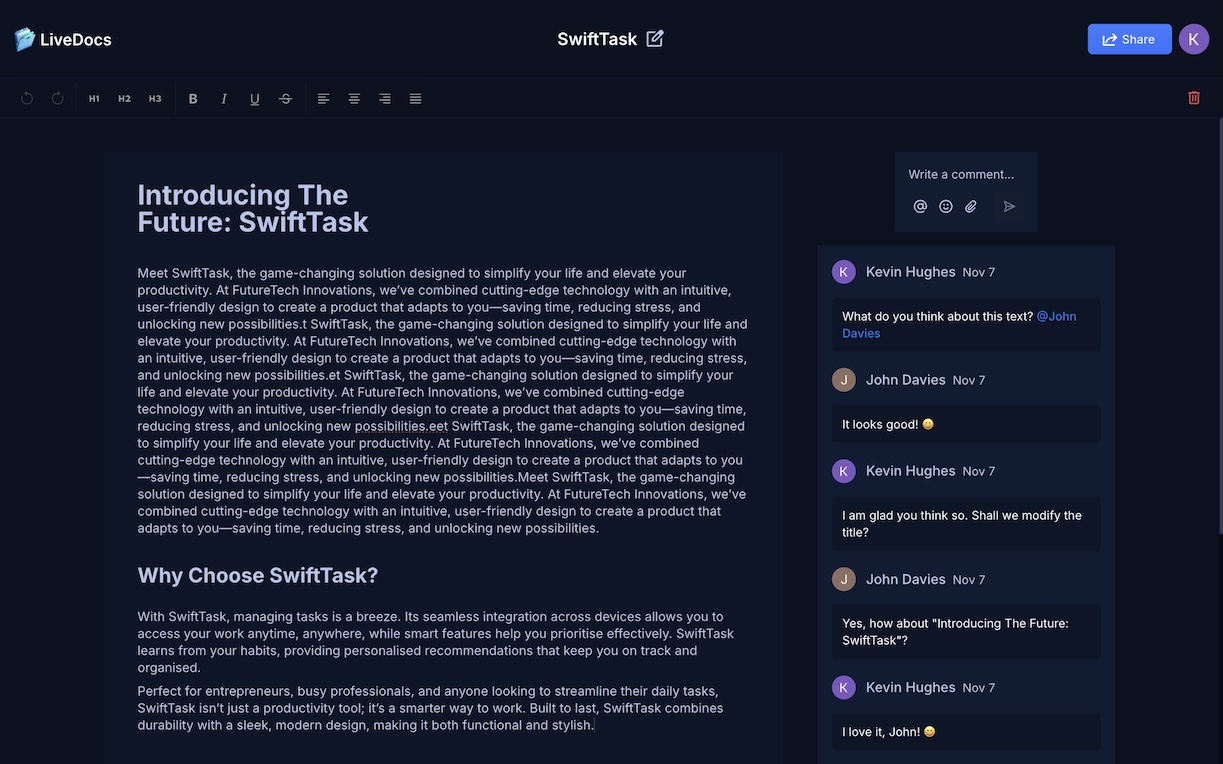 LiveDocs
SwiftTask
Share
K
H1 H2 H3 B I U S
Introducing The
Future: SwiftTask
Meet SwiftTask, the game-changing solution designed to simplify your life and elevate your
productivity. At FutureTech Innovations, we’ve combined cutting-edge technology with an intuitive,
user-friendly design to create a product that adapts to you—saving time, reducing stress, and
unlocking new possibilities.t SwiftTask, the game-changing solution designed to simplify your life and
elevate your productivity. At FutureTech Innovations, we’ve combined cutting-edge technology with
an intuitive, user-friendly design to create a product that adapts to you—saving time, reducing stress,
and unlocking new possibilities.et SwiftTask, the game-changing solution designed to simplify your
life and elevate your productivity. At FutureTech Innovations, we’ve combined cutting-edge
technology with an intuitive, user-friendly design to create a product that adapts to you—saving time,
reducing stress, and unlocking new possibilities.eet SwiftTask, the game-changing solution designed
to simplify your life and elevate your productivity. At FutureTech Innovations, we’ve combined
cutting-edge technology with an intuitive, user-friendly design to create a product that adapts to you
—saving time, reducing stress, and unlocking new possibilities.Meet SwiftTask, the game-changing
solution designed to simplify your life and elevate your productivity. At FutureTech Innovations, we’ve
combined cutting-edge technology with an intuitive, user-friendly design to create a product that
adapts to you—saving time, reducing stress, and unlocking new possibilities.
Why Choose SwiftTask?
With SwiftTask, managing tasks is a breeze. Its seamless integration across devices allows you to
access your work anytime, anywhere, while smart features help you prioritise effectively. SwiftTask
learns from your habits, providing personalised recommendations that keep you on track and
organised.
Perfect for entrepreneurs, busy professionals, and anyone looking to streamline their daily tasks,
SwiftTask isn’t just a productivity tool; it’s a smarter way to work. Built to last, SwiftTask combines
durability with a sleek, modern design, making it both functional and stylish.
Write a comment…
K Kevin Hughes Nov 7
What do you think about this text? @John
Davies
J John Davies Nov 7
It looks good! 😀
K Kevin Hughes Nov 7
I am glad you think so. Shall we modify the
title?
J John Davies Nov 7
Yes, how about "Introducing The Future:
SwiftTask"?
K Kevin Hughes Nov 7
I love it, John! 😀